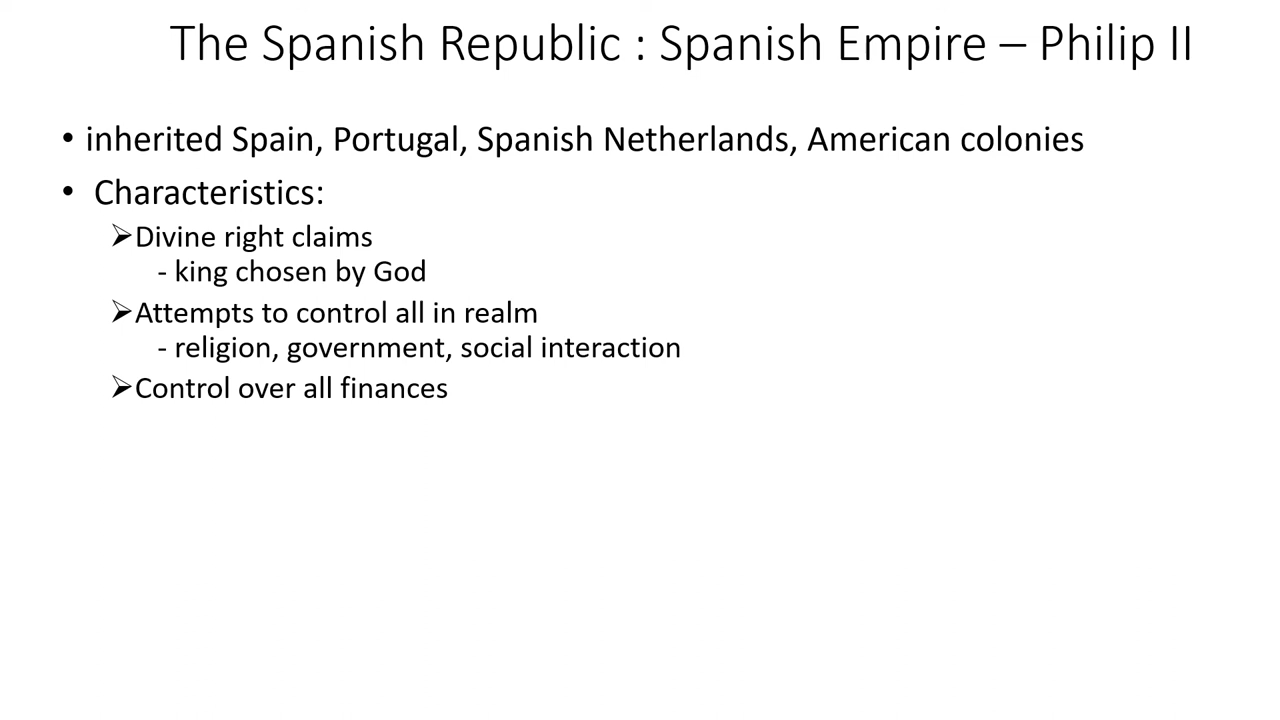 The Spanish Republic : Spanish Empire – Philip II
• inherited Spain, Portugal, Spanish Netherlands, American colonies
• Characteristics:
➢Divine right claims
- king chosen by God
➢Attempts to control all in realm
- religion, government, social interaction
➢Control over all finances